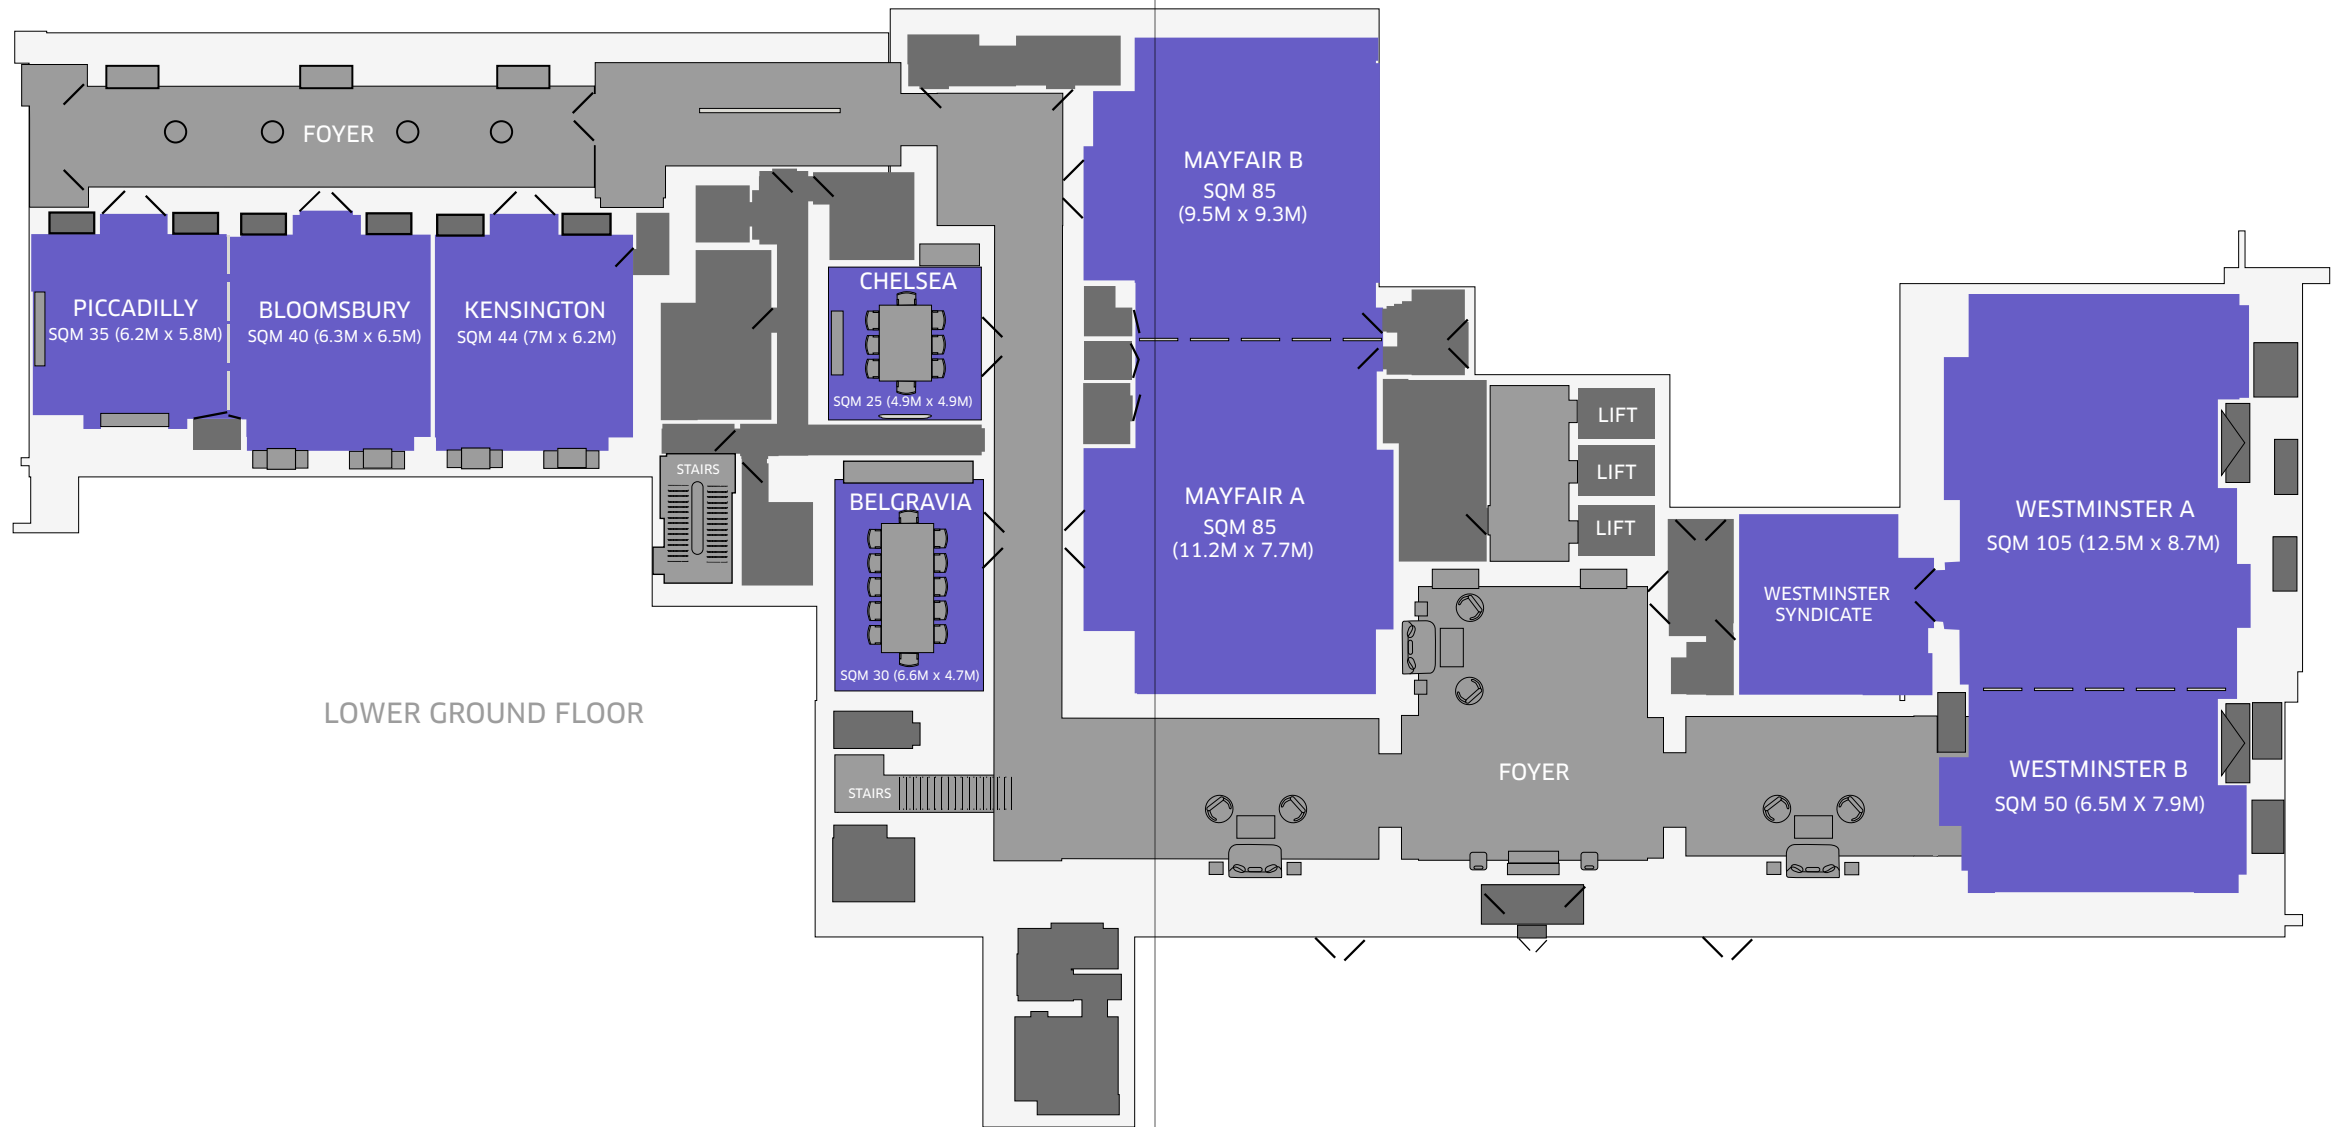 FOYER
PICCADILLY
SQM 35 (6.2M x 5.8M)
BLOOMSBURY
SQM 40 (6.3M x 6.5M)
KENSINGTON
SQM 44 (7M x 6.2M)
CHELSEA
SQM 25 (4.9M x 4.9M)
STAIRS
BELGRAVIA
SQM 30 (6.6M x 4.7M)
STAIRS
MAYFAIR B
SQM 85
(9.5M x 9.3M)
MAYFAIR A
SQM 85
(11.2M x 7.7M)
LIFT
LIFT
LIFT
FOYER
WESTMINSTER
SYNDICATE
WESTMINSTER A
SQM 105 (12.5M x 8.7M)
WESTMINSTER B
SQM 50 (6.5M X 7.9M)
LOWER GROUND FLOOR